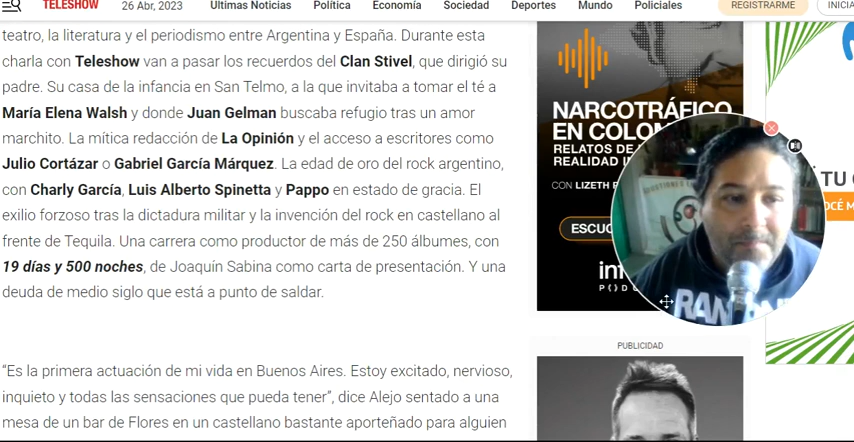 TELESHOW
26 Abr, 2023
Últimas Noticias
Política
Economía
Sociedad
Deportes
Mundo
Policiales
REGISTRARME
INICIA
teatro, la literatura y el periodismo entre Argentina y España. Durante esta
charla con Teleshow van a pasar los recuerdos del Clan Stivel, que dirigió su
padre. Su casa de la infancia en San Telmo, a la que invitaba a tomar el té a
María Elena Walsh y donde Juan Gelman buscaba refugio tras un amor
marchito. La mítica redacción de La Opinión y el acceso a escritores como
Julio Cortázar o Gabriel García Márquez. La edad de oro del rock argentino,
con Charly García, Luis Alberto Spinetta y Pappo en estado de gracia. El
exilio forzoso tras la dictadura militar y la invención del rock en castellano al
frente de Tequila. Una carrera como productor de más de 250 álbumes, con
19 días y 500 noches, de Joaquín Sabina como carta de presentación. Y una
deuda de medio siglo que está a punto de saldar.
“Es la primera actuación de mi vida en Buenos Aires. Estoy excitado, nervioso,
inquieto y todas las sensaciones que pueda tener”, dice Alejo sentado a una
mesa de un bar de Flores en un castellano bastante aporteñado para alguien
NARCOTRÁFICO
EN COLOM
RELATOS DE
REALIDAD
CON LIZETH
ESCUC
inf
TU
OCÉ M
PUBLICIDAD